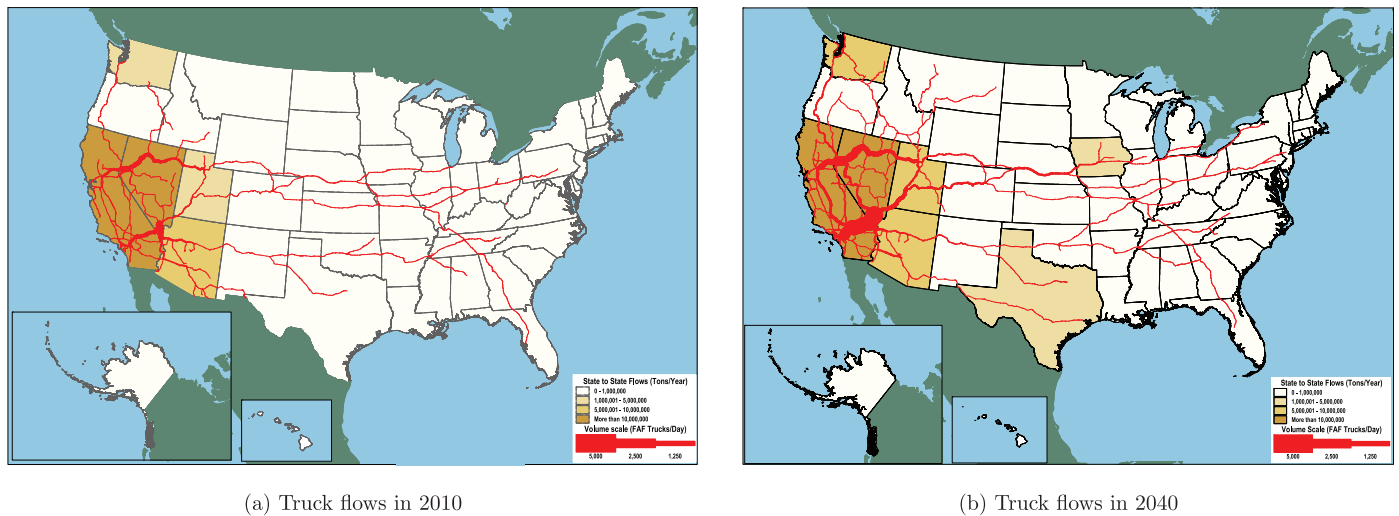 State to State Flows (Tons/Year)
0 - 1,000,000
1,000,001 - 5,000,000
5,000,001 - 10,000,000
More than 10,000,000
Volume Scale (FAF Trucks/Day)
5,000 2,500 1,250
State to State Flows (Tons/Year)
0 - 1,000,000
1,000,001 - 5,000,000
5,000,001 - 10,000,000
More than 10,000,000
Volume Scale (FAF Trucks/Day)
5,000 2,500 1,250
(a) Truck flows in 2010
(b) Truck flows in 2040